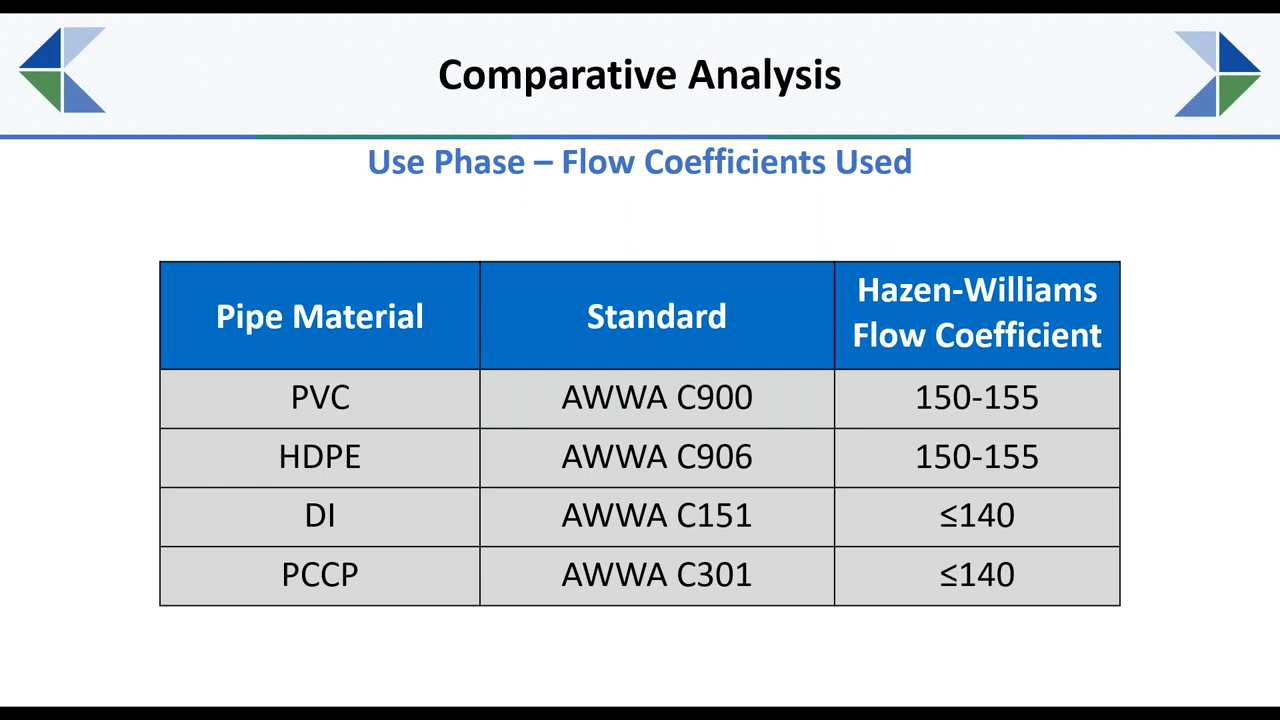 Comparative Analysis
Use Phase – Flow Coefficients Used
Pipe Material Standard Hazen-Williams
Flow Coefficient
PVC AWWA C900 150-155
HDPE AWWA C906 150-155
DI AWWA C151 ≤140
PCCP AWWA C301 ≤140